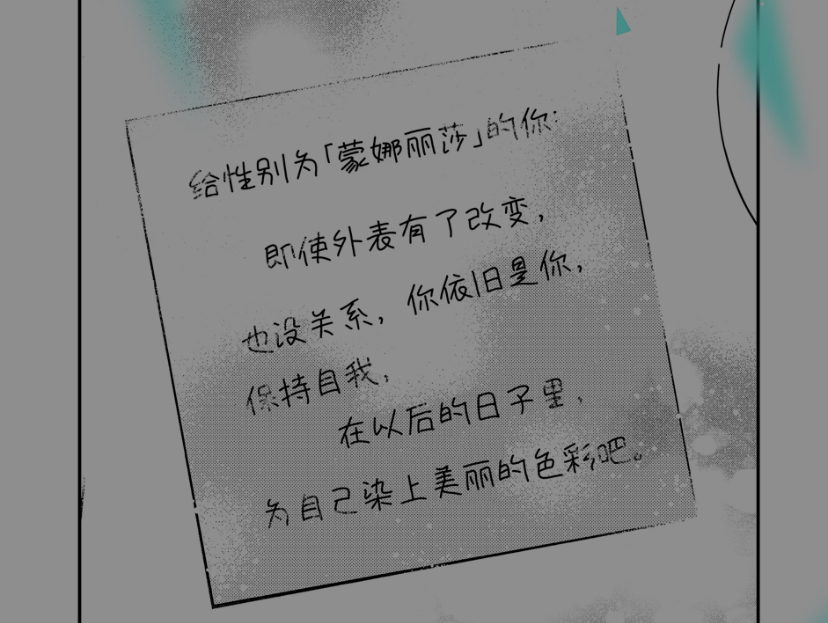 给性别为「蒙娜丽莎」的你:
即使外表有了改变，
也没关系，你依旧是你，
保持自我，
在以后的日子里，
为自己染上美丽的色彩吧。